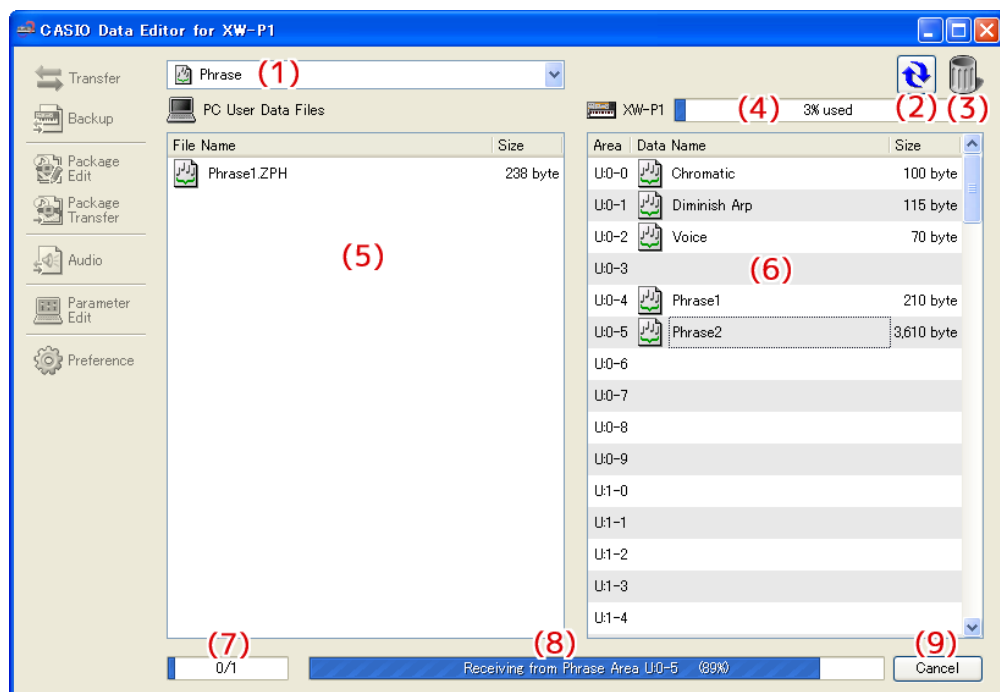 CASIO Data Editor for XW-P1
Transfer
Backup
Package
Edit
Package
Transfer
Audio
Parameter
Edit
Preference
Phrase (1)
(2) (3)
PC User Data Files
XW-P1 (4) 3% used
File Name Size
Phrase1.ZPH 238 byte
(5)
Area Data Name Size
U:0-0 Chromatic 100 byte
U:0-1 Diminish Arp 115 byte
U:0-2 Voice 70 byte
U:0-3 (6)
U:0-4 Phrase1 210 byte
U:0-5 Phrase2 3,610 byte
U:0-6
U:0-7
U:0-8
U:0-9
U:1-0
U:1-1
U:1-2
U:1-3
U:1-4
(7) (8) (9)
0/1 Receiving from Phrase Area U:0-5 (89%) Cancel